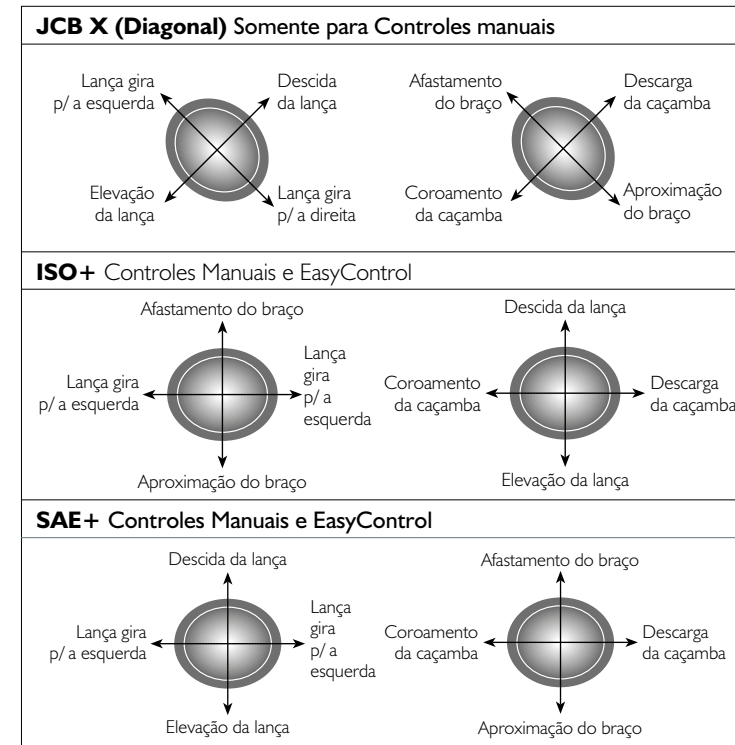 JCB X (Diagonal) Somente para Controles manuais
Lança gira
p/ a esquerda
Descida
da lança
Elevação
da lança
Lança gira
p/ a direita
Afastamento
do braço
Descarga
da caçamba
Coroamento
da caçamba
Aproximação
do braço
ISO+ Controles Manuais e EasyControl
Afastamento do braço
Lança gira
p/ a esquerda
Lança
gira
p/ a
esquerda
Aproximação do braço
Descida da lança
Coroamento
da caçamba
Descarga
da caçamba
Elevação da lança
SAE+ Controles Manuais e EasyControl
Descida da lança
Lança gira
p/ a esquerda
Lança
gira
p/ a
esquerda
Elevação da lança
Afastamento do braço
Coroamento
da caçamba
Descarga
da caçamba
Aproximação do braço